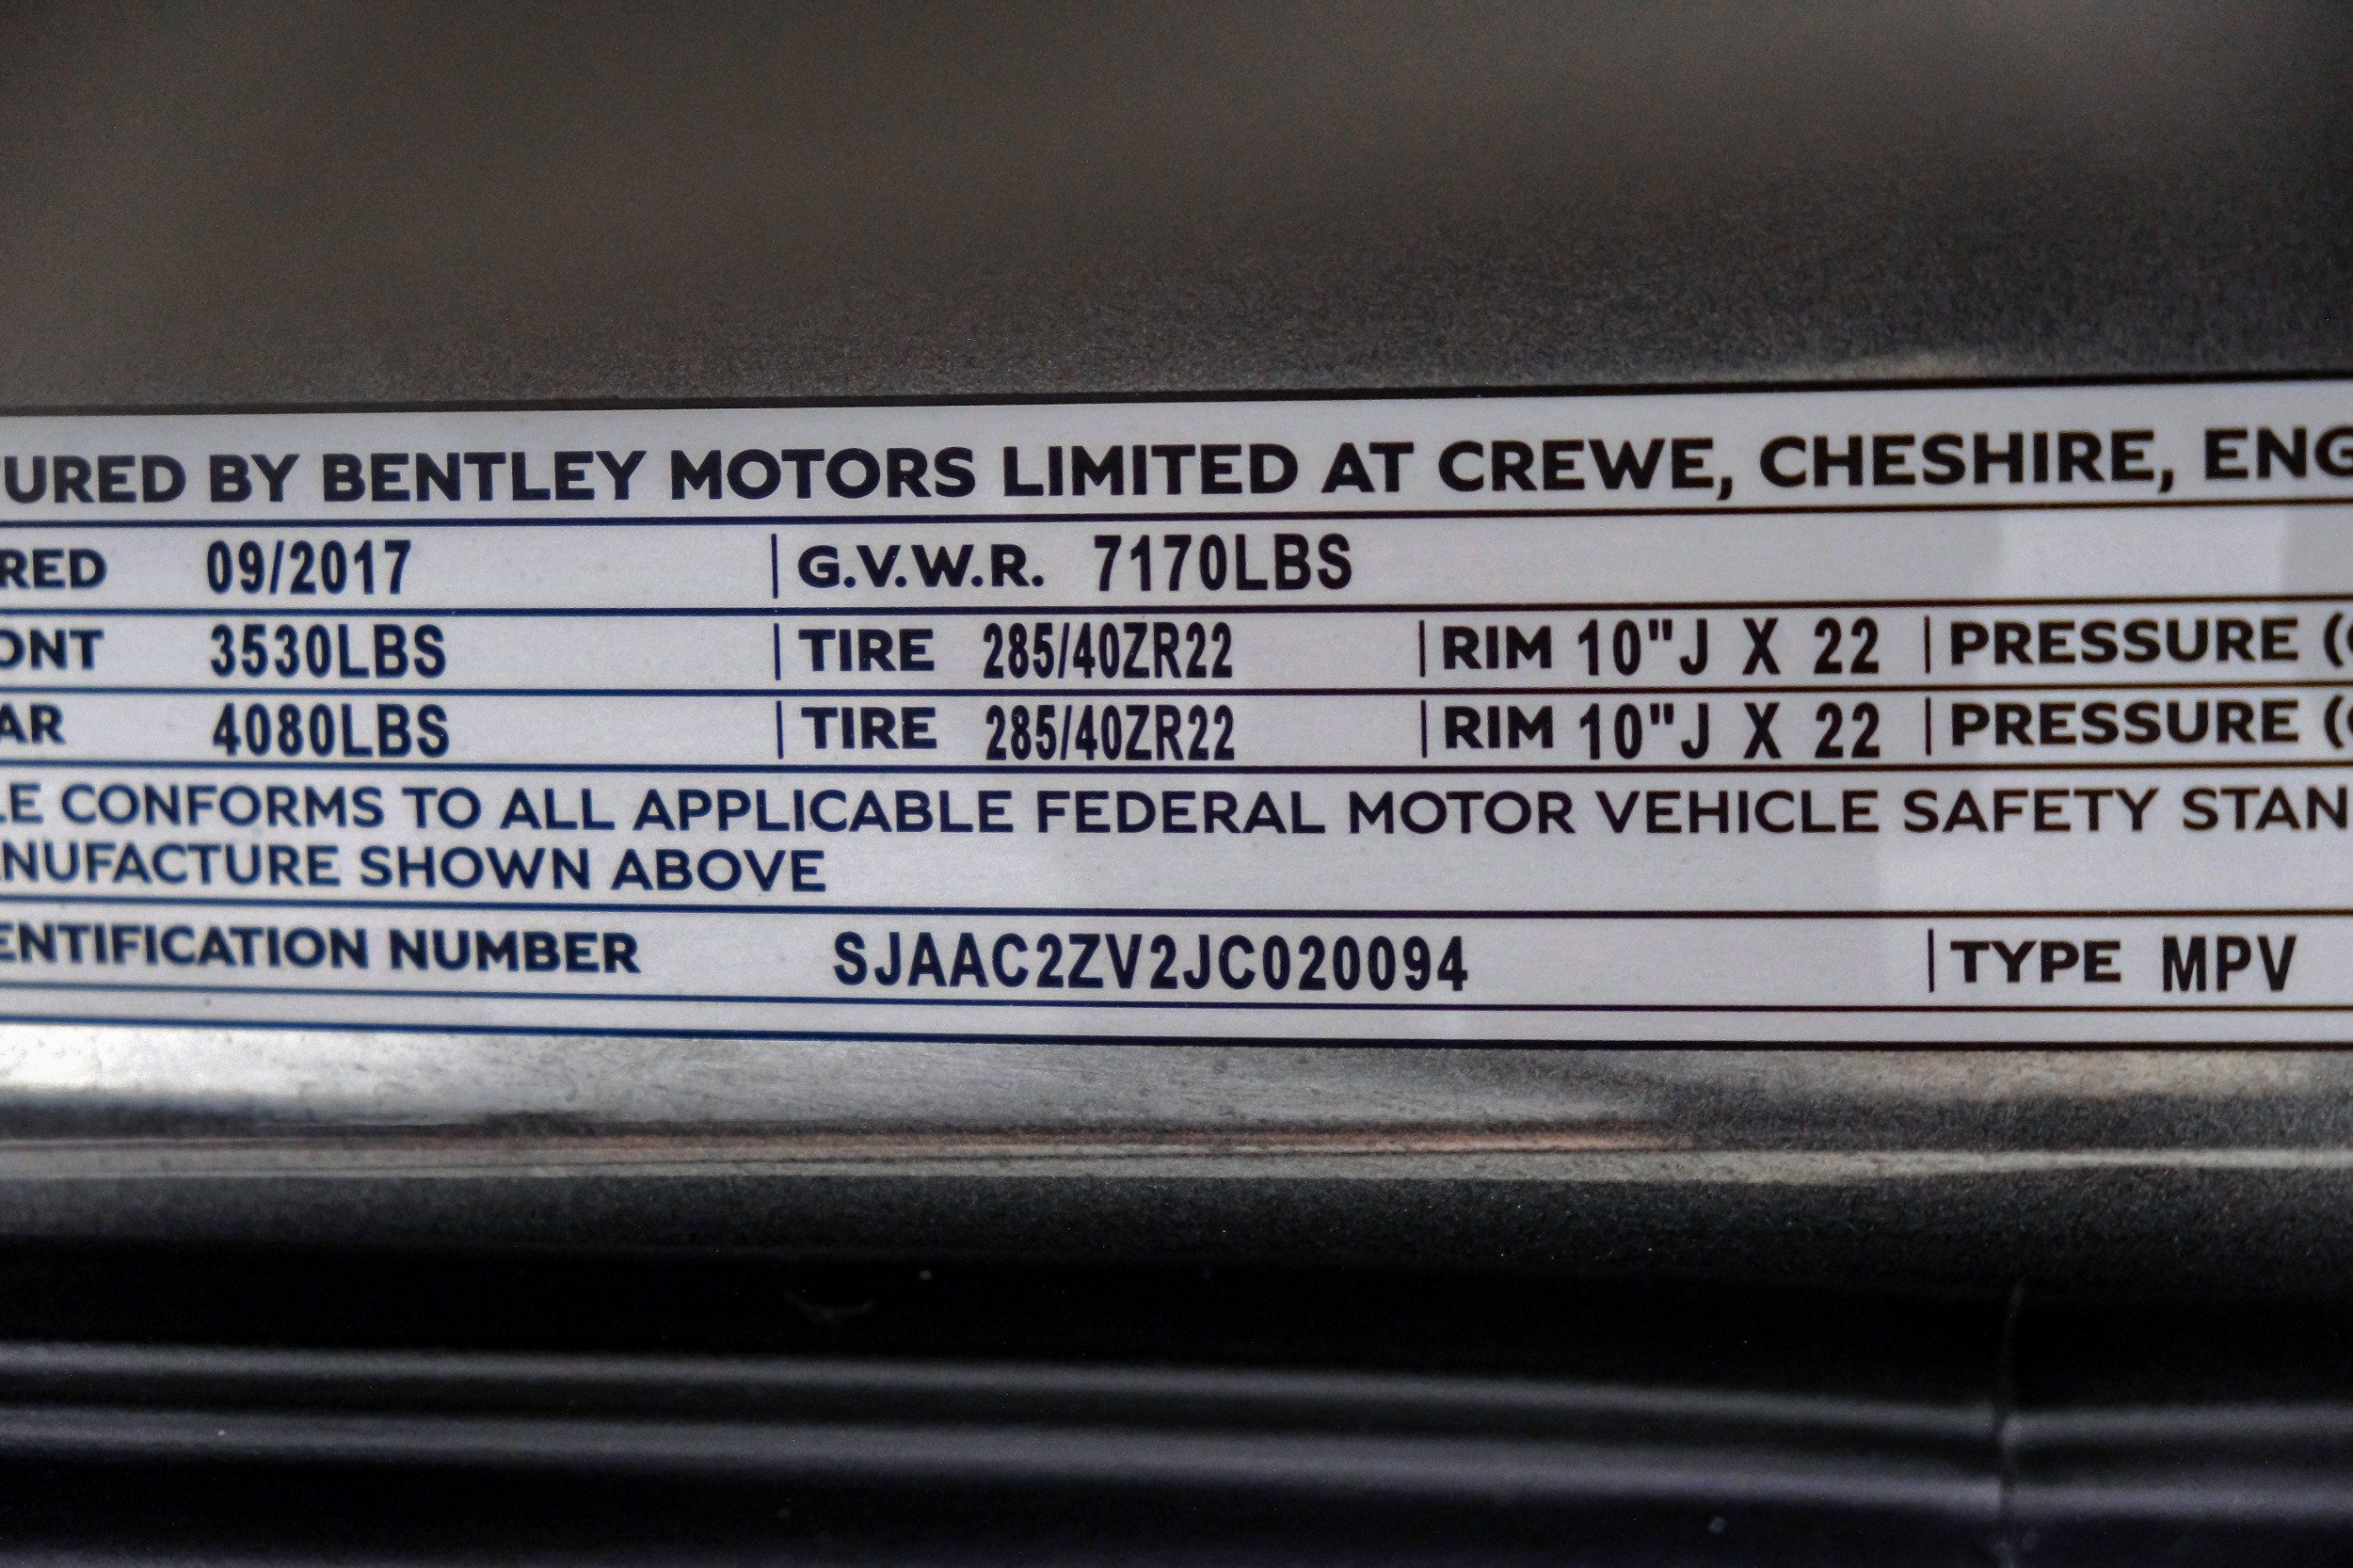 TURED BY BENTLEY MOTORS LIMITED AT CREWE, CHESHIRE, ENG
RED 09/2017 | G.V.W.R. 7170LBS
ONT 3530LBS | TIRE 285/40ZR22 | RIM 10"J X 22 | PRESSURE (
AR 4080LBS | TIRE 285/40ZR22 | RIM 10"J X 22 | PRESSURE (
LE CONFORMS TO ALL APPLICABLE FEDERAL MOTOR VEHICLE SAFETY STAN
NUFACTURE SHOWN ABOVE
ENTIFICATION NUMBER SJAAC2ZV2JC020094 | TYPE MPV